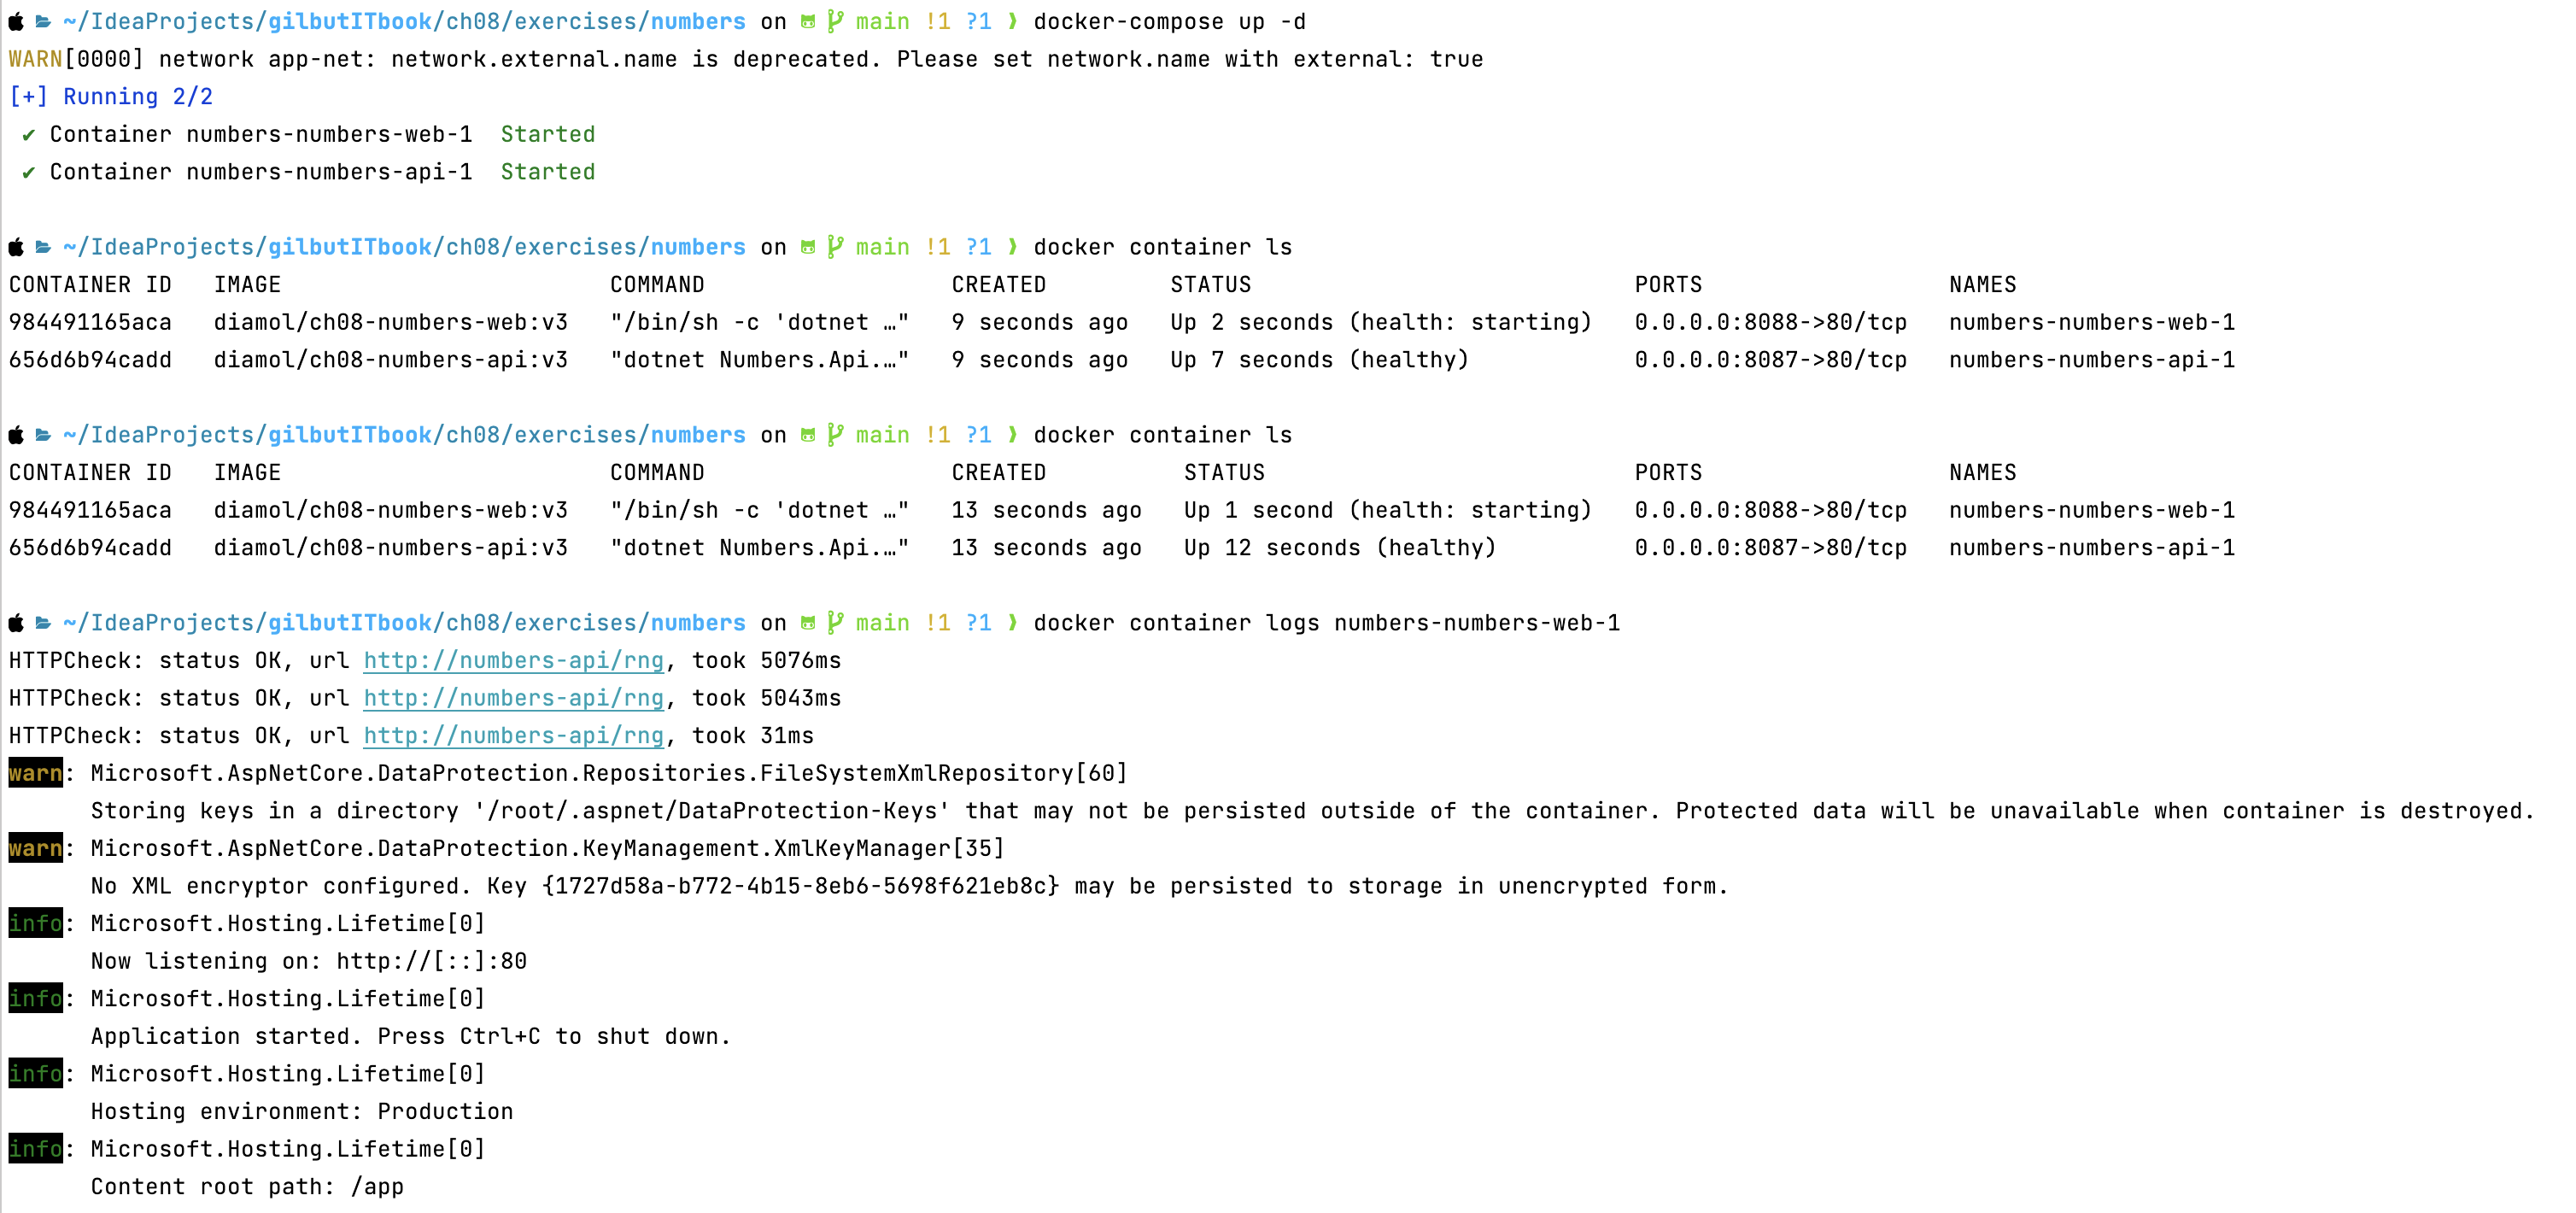 ~/IdeaProjects/gilbutITbook/ch08/exercises/numbers on main !1 ?1 ❯ docker-compose up -d
WARN[0000] network app-net: network.external.name is deprecated. Please set network.name with external: true
[+] Running 2/2
✔ Container numbers-numbers-web-1  Started
✔ Container numbers-numbers-api-1  Started
~/IdeaProjects/gilbutITbook/ch08/exercises/numbers on main !1 ?1 ❯ docker container ls
CONTAINER ID   IMAGE                        COMMAND                  CREATED         STATUS                            PORTS                  NAMES
984491165aca   diamol/ch08-numbers-web:v3   "/bin/sh -c 'dotnet …"   9 seconds ago   Up 2 seconds (health: starting)   0.0.0.0:8088->80/tcp   numbers-numbers-web-1
656d6b94cadd   diamol/ch08-numbers-api:v3   "dotnet Numbers.Api.…"   9 seconds ago   Up 7 seconds (healthy)            0.0.0.0:8087->80/tcp   numbers-numbers-api-1
~/IdeaProjects/gilbutITbook/ch08/exercises/numbers on main !1 ?1 ❯ docker container ls
CONTAINER ID   IMAGE                        COMMAND                  CREATED          STATUS                           PORTS                  NAMES
984491165aca   diamol/ch08-numbers-web:v3   "/bin/sh -c 'dotnet …"   13 seconds ago   Up 1 second (health: starting)   0.0.0.0:8088->80/tcp   numbers-numbers-web-1
656d6b94cadd   diamol/ch08-numbers-api:v3   "dotnet Numbers.Api.…"   13 seconds ago   Up 12 seconds (healthy)          0.0.0.0:8087->80/tcp   numbers-numbers-api-1
~/IdeaProjects/gilbutITbook/ch08/exercises/numbers on main !1 ?1 ❯ docker container logs numbers-numbers-web-1
HTTPCheck: status OK, url http://numbers-api/rng, took 5076ms
HTTPCheck: status OK, url http://numbers-api/rng, took 5043ms
HTTPCheck: status OK, url http://numbers-api/rng, took 31ms
warn: Microsoft.AspNetCore.DataProtection.Repositories.FileSystemXmlRepository[60]
Storing keys in a directory '/root/.aspnet/DataProtection-Keys' that may not be persisted outside of the container. Protected data will be unavailable when container is destroyed.
warn: Microsoft.AspNetCore.DataProtection.KeyManagement.XmlKeyManager[35]
No XML encryptor configured. Key {1727d58a-b772-4b15-8eb6-5698f621eb8c} may be persisted to storage in unencrypted form.
info: Microsoft.Hosting.Lifetime[0]
Now listening on: http://[::]:80
info: Microsoft.Hosting.Lifetime[0]
Application started. Press Ctrl+C to shut down.
info: Microsoft.Hosting.Lifetime[0]
Hosting environment: Production
info: Microsoft.Hosting.Lifetime[0]
Content root path: /app